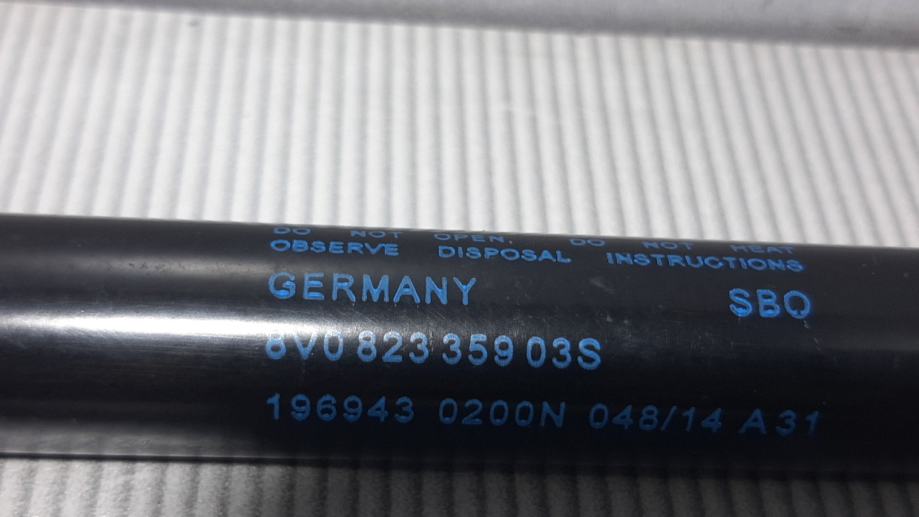 DO NOT OPEN. DO NOT HEAT
OBSERVE DISPOSAL INSTRUCTIONS
GERMANY SBO
8V0 823 359 03S
196943 0200N 048/14 A31